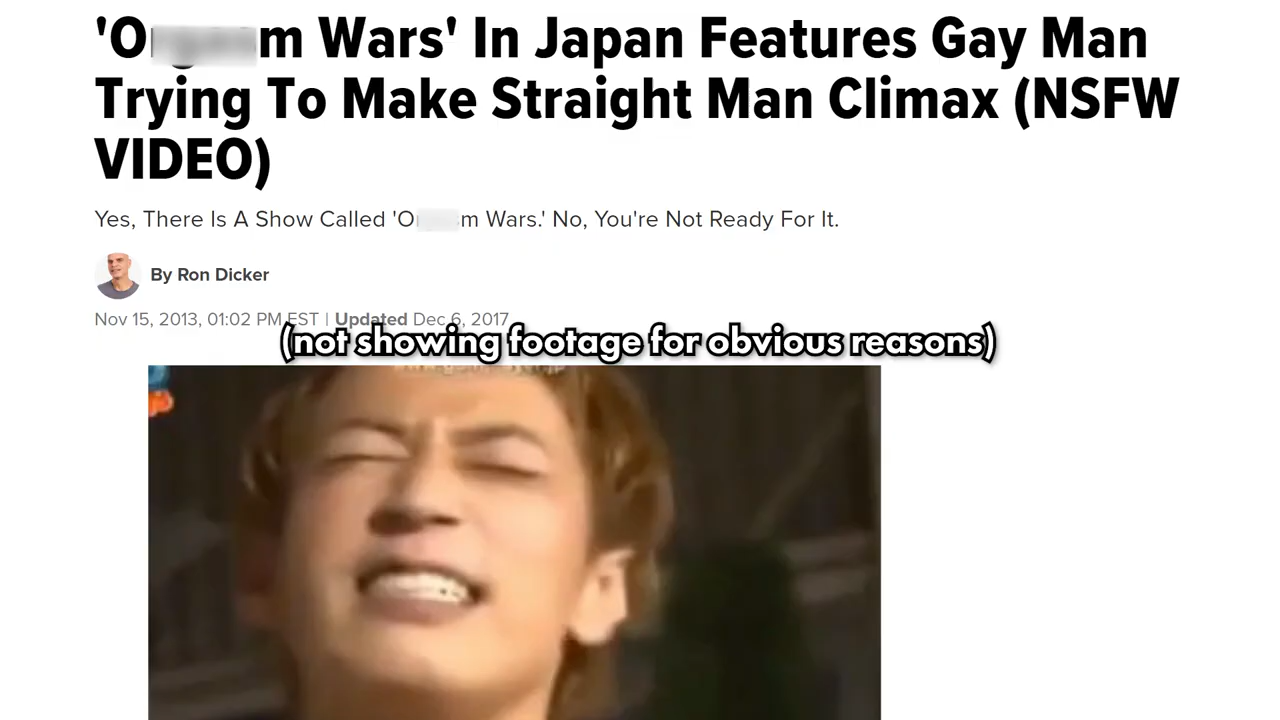 'O m Wars' In Japan Features Gay Man
Trying To Make Straight Man Climax (NSFW
VIDEO)
Yes, There Is A Show Called 'O m Wars.' No, You're Not Ready For It.
By Ron Dicker
Nov 15, 2013, 01:02 PM EST | Updated Dec 6, 2017
(not showing footage for obvious reasons)